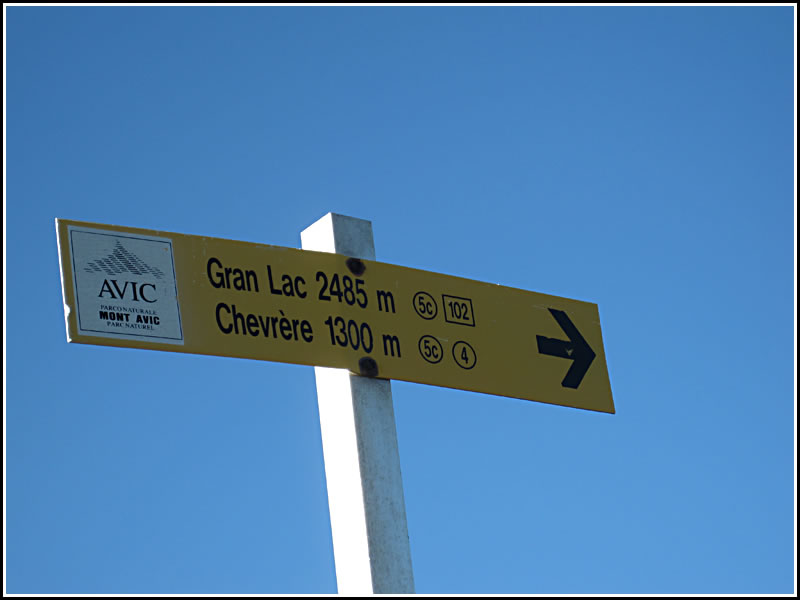 AVIC
PARCO NATURALE
MONT AVIC
PARC NATUREL
Gran Lac 2485 m 5c 102
Chevrère 1300 m 5c 4